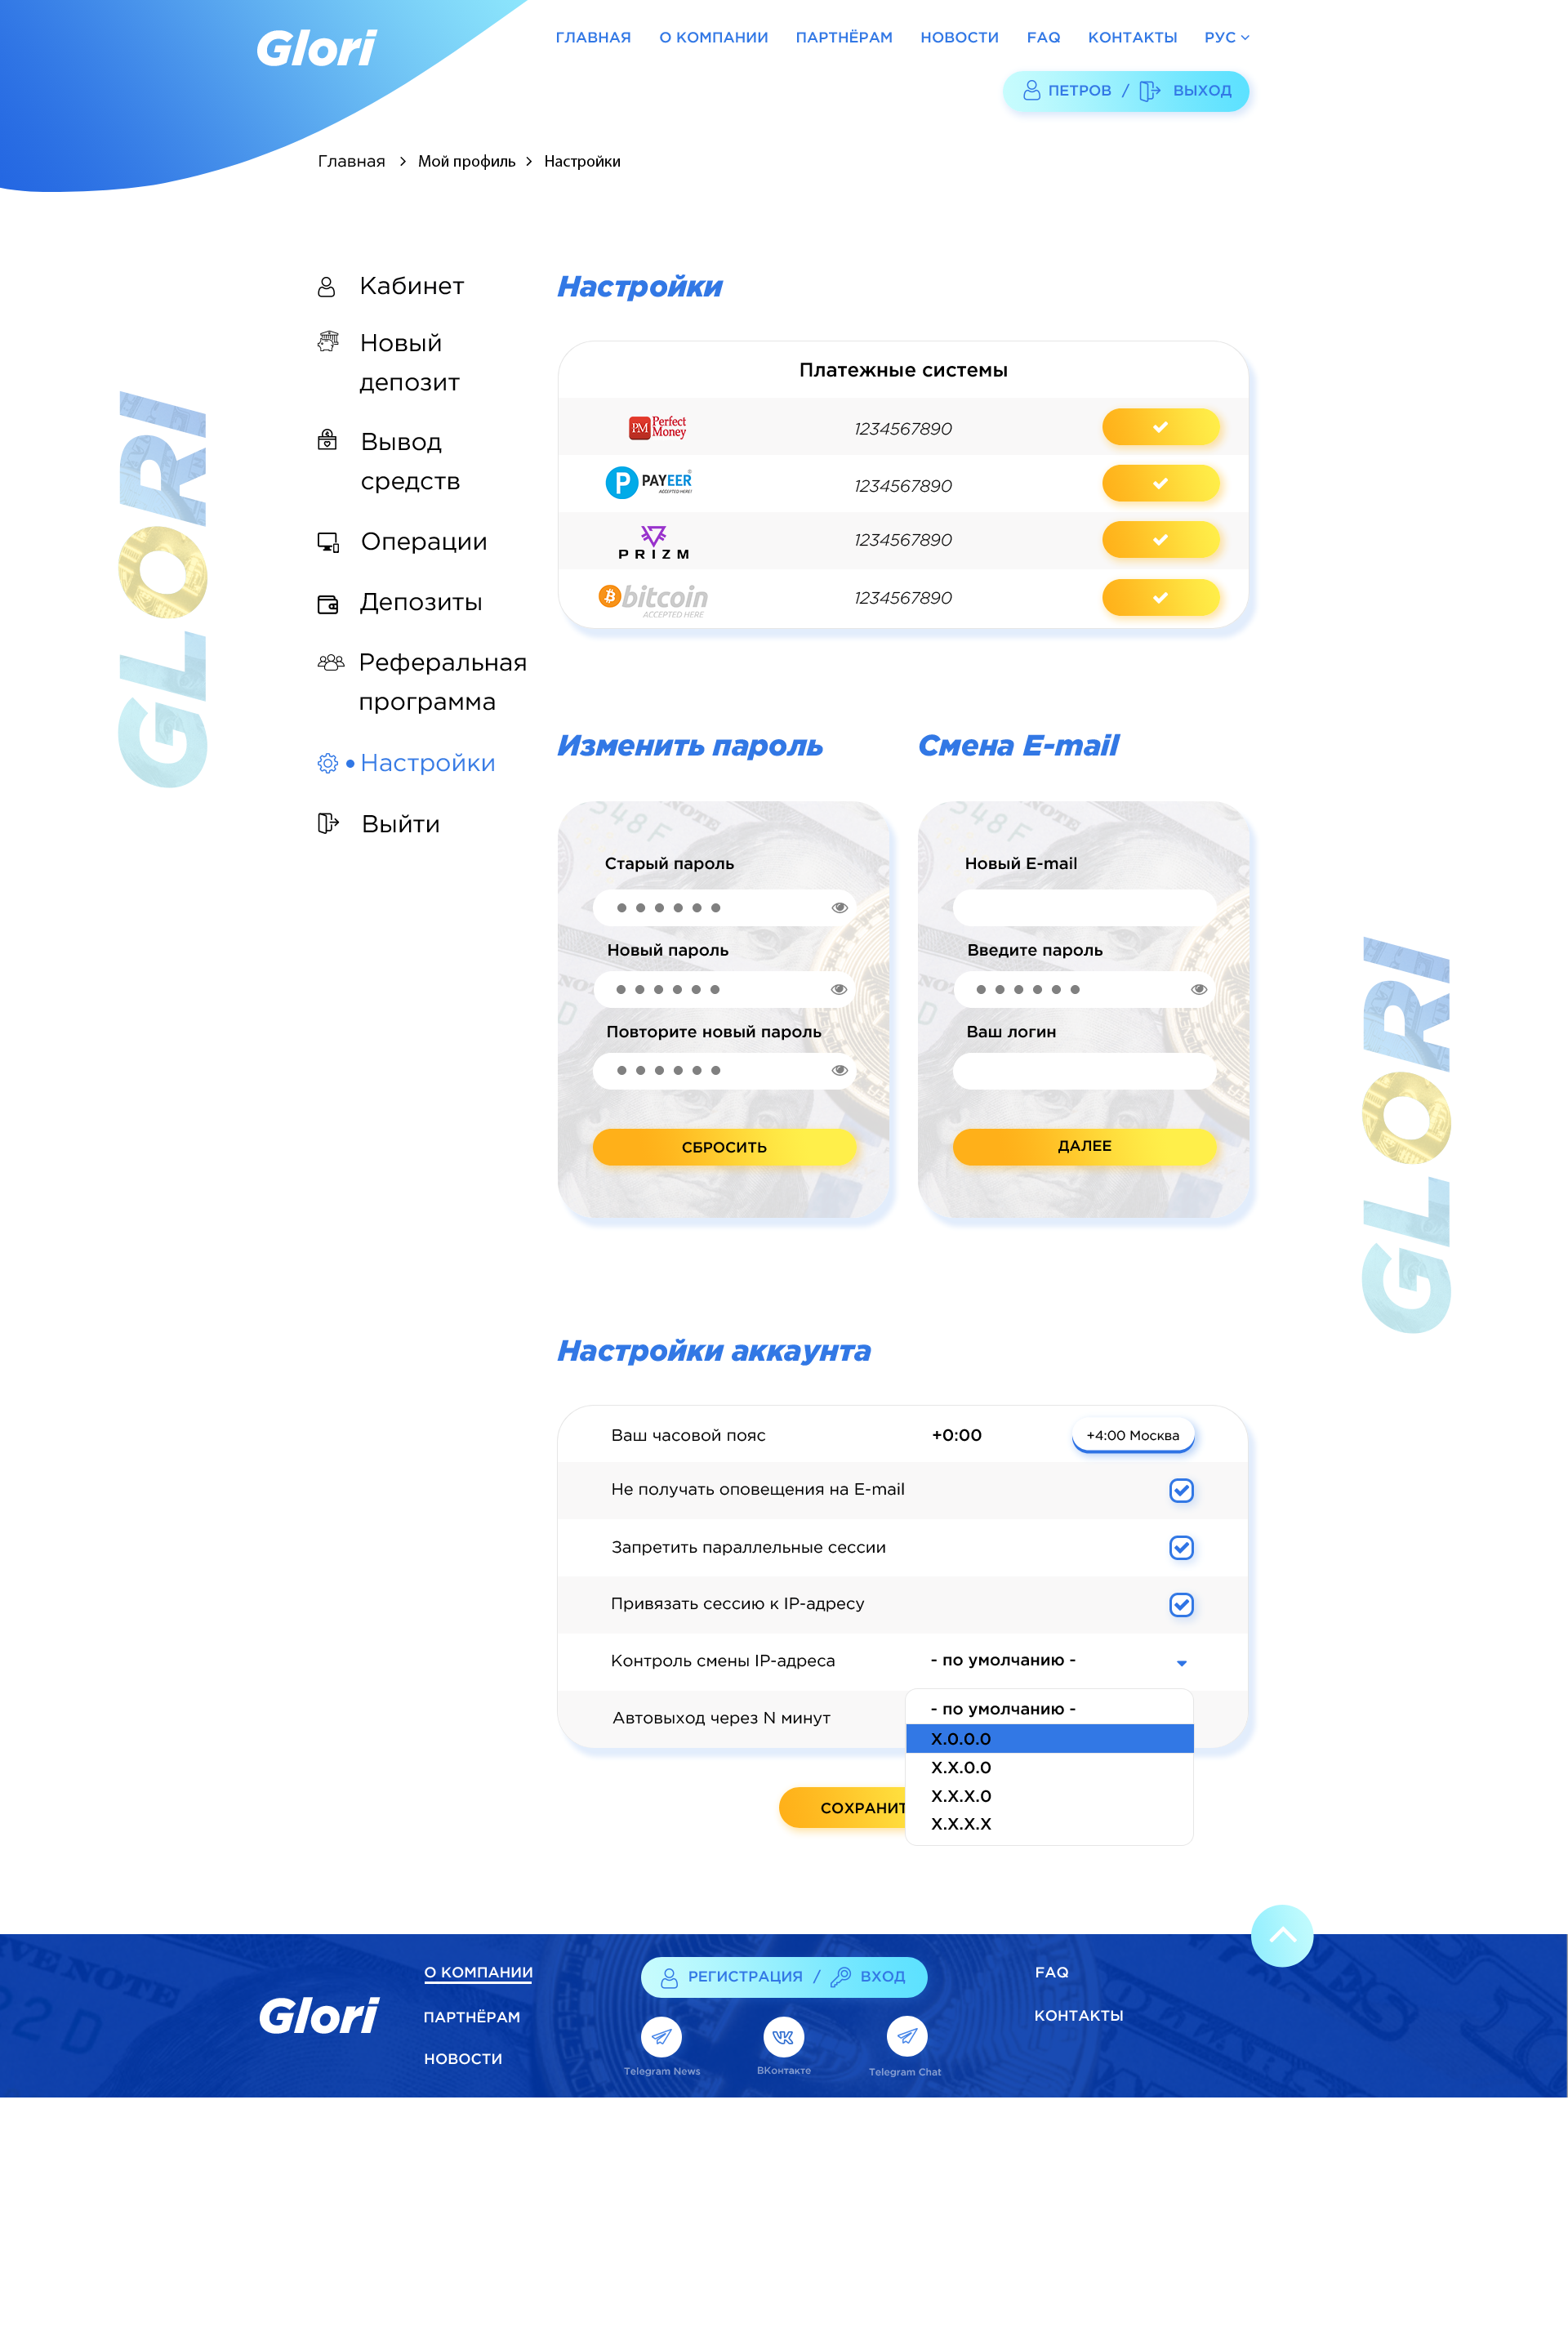 Glori
ГЛАВНАЯ О КОМПАНИИ ПАРТНЁРАМ НОВОСТИ FAQ КОНТАКТЫ РУС
ПЕТРОВ / ВЫХОД
Главная > Мой профиль > Настройки
Кабинет
Новый
депозит
Вывод
средств
Операции
Депозиты
Реферальная
программа
Настройки
Выйти
GLORI
Настройки
Платежные системы
PM Perfect
Money
1234567890
P PAYEER
ACCEPTED HERE!
1234567890
PRIZM
1234567890
bitcoin
ACCEPTED HERE
1234567890
Изменить пароль
548F
NOTE
Старый пароль
Новый пароль
Повторите новый пароль
СБРОСИТЬ
Смена E-mail
548F
NOTE
Новый E-mail
Введите пароль
Ваш логин
ДАЛЕЕ
GLORI
Настройки аккаунта
Ваш часовой пояс +0:00 +4:00 Москва
Не получать оповещения на E-mail
Запретить параллельные сессии
Привязать сессию к IP-адресу
Контроль смены IP-адреса - по умолчанию -
Автовыход через N минут
- по умолчанию -
X.0.0.0
X.X.0.0
X.X.X.0
X.X.X.X
СОХРАНИТ
Glori
О КОМПАНИИ
ПАРТНЁРАМ
НОВОСТИ
РЕГИСТРАЦИЯ / ВХОД
Telegram News
ВКонтакте
Telegram Chat
FAQ
КОНТАКТЫ